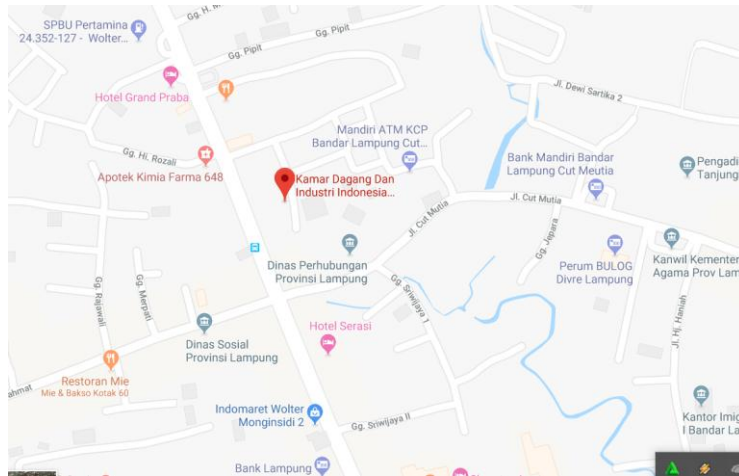 SPBU Pertamina
24.352-127 - Wolter...
Gg. Pipit
Gg. Pipit
Hotel Grand Praba
Jl. Dewi Sartika 2
Mandiri ATM KCP
Bandar Lampung Cut...
Gg. Hi. Rozali
Apotek Kimia Farma 648
Kamar Dagang Dan
Industri Indonesia...
Bank Mandiri Bandar
Lampung Cut Meutia
Pengadi
Tanjung
Jl. Cut Mutia
Jl. Cut Mutia
Dinas Perhubungan
Provinsi Lampung
Gg. Jepara
Perum BULOG
Divre Lampung
Kanwil Kementer
Agama Prov Lam
Gg. Rajawali
Gg. Merpati
Gg. Sriwijaya 1
Hotel Serasi
Dinas Sosial
Provinsi Lampung
Jl. Hj. Haniah
Restoran Mie
Mie & Bakso Kotak 60
ahmat
Indomaret Wolter
Monginsidi 2
Gg. Sriwijaya II
Kantor Imig
I Bandar La
Bank Lampung